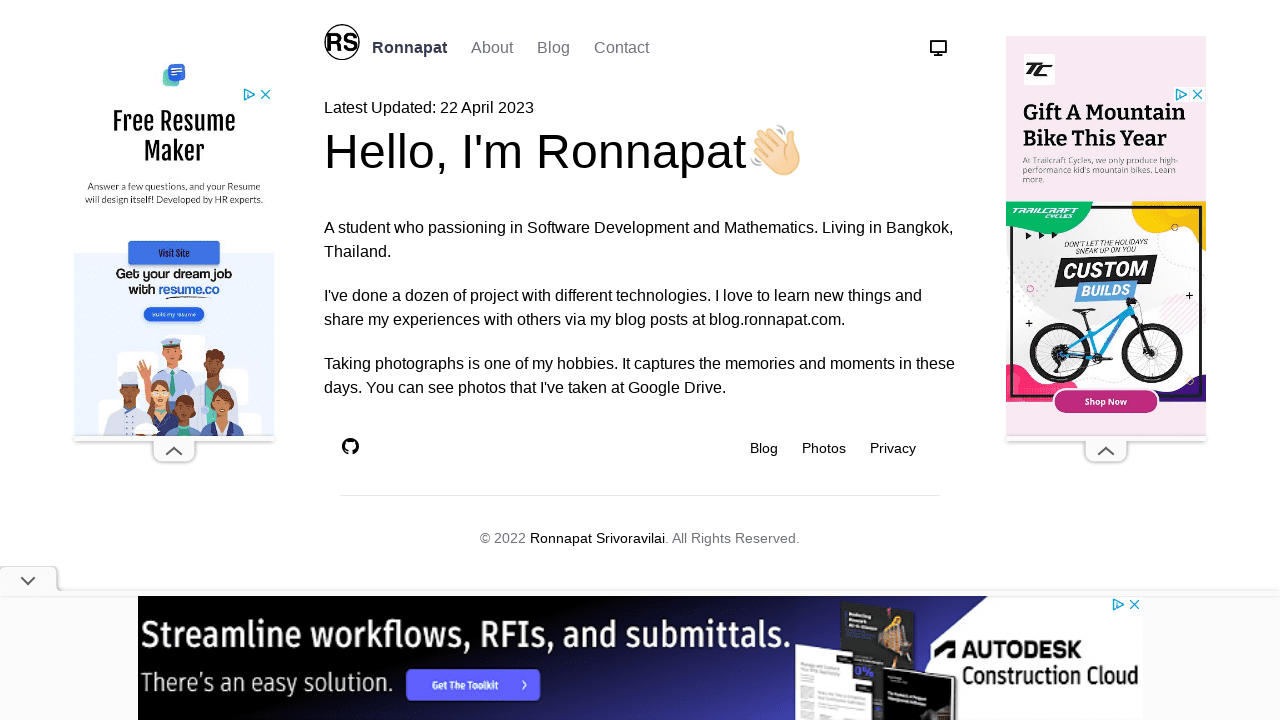 RS Ronnapat About Blog Contact
Latest Updated: 22 April 2023
Hello, I'm Ronnapat
A student who passioning in Software Development and Mathematics. Living in Bangkok,
Thailand.
I've done a dozen of project with different technologies. I love to learn new things and
share my experiences with others via my blog posts at blog.ronnapat.com.
Taking photographs is one of my hobbies. It captures the memories and moments in these
days. You can see photos that I've taken at Google Drive.
Blog Photos Privacy
© 2022 Ronnapat Srivoravilai. All Rights Reserved.
Free Resume
Maker
Answer a few questions, and your Resume
will design itself! Developed by HR experts.
Visit Site
Get your dream job
with resume.co
Build my resume
TC
Gift A Mountain
Bike This Year
At Trailcraft Cycles, we only produce high-
performance kid's mountain bikes. Learn
more.
TRAILCRAFT
CYCLES
DON'T LET THE HOLIDAYS
SNEAK UP ON YOU
CUSTOM
BUILDS
Shop Now
Streamline workflows, RFIs, and submittals.
There's an easy solution.
Get The Toolkit
AUTODESK
Construction Cloud